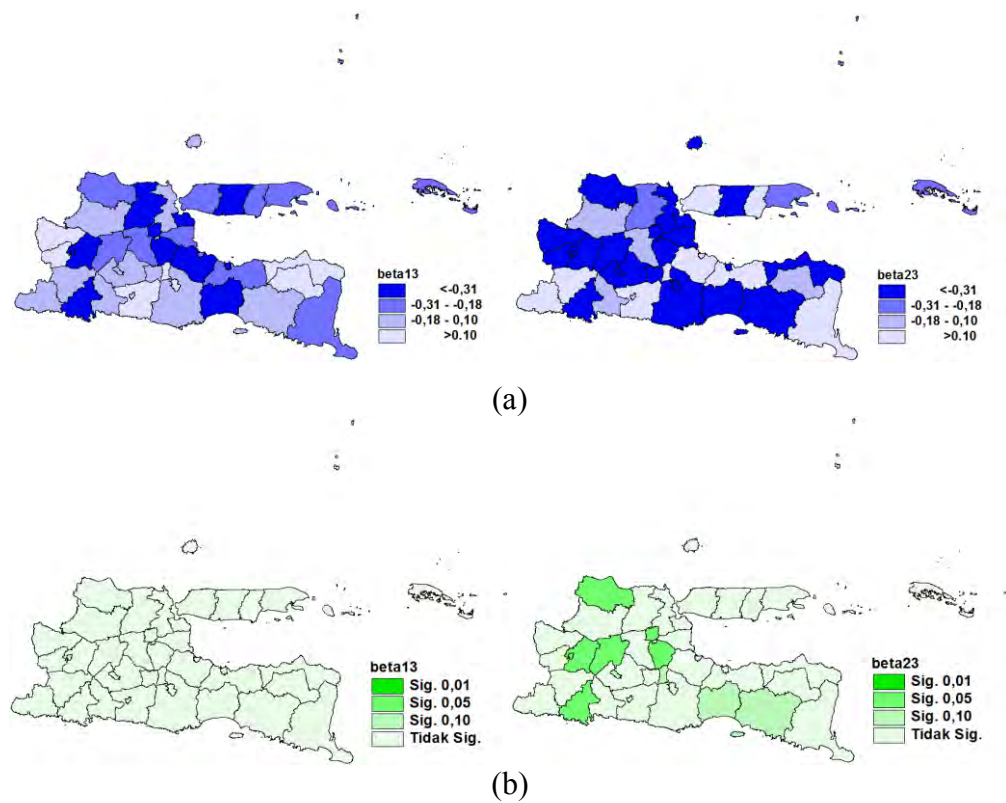 beta13
<-0,31
-0,31 - -0,18
-0,18 - 0,10
>0.10
beta23
<-0,31
-0,31 - -0,18
-0,18 - 0,10
>0.10
(a)
beta13
Sig. 0,01
Sig. 0,05
Sig. 0,10
Tidak Sig.
beta23
Sig. 0,01
Sig. 0,05
Sig. 0,10
Tidak Sig.
(b)